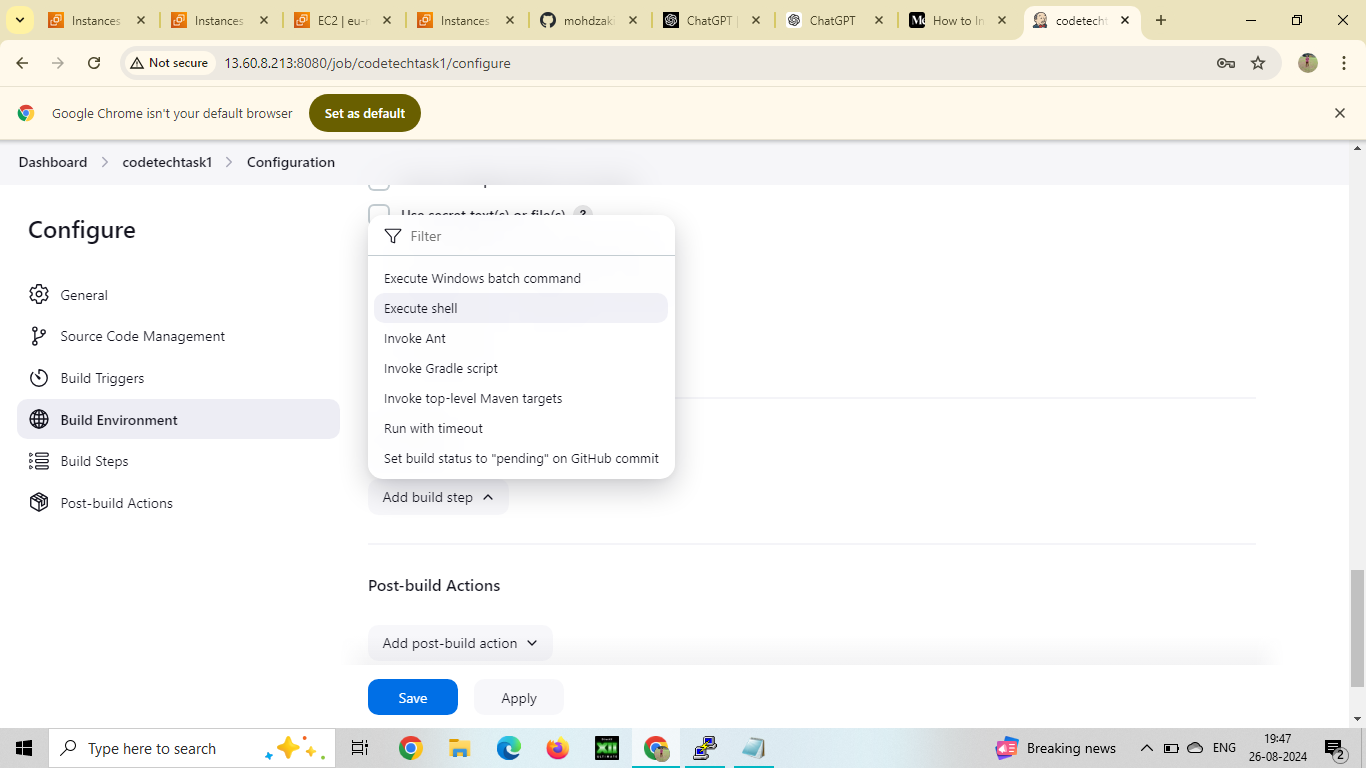 Instances
Instances
EC2 | eu-n
Instances
mohdzaki
ChatGPT |
ChatGPT
How to In
codetecht
Not secure
13.60.8.213:8080/job/codetechtask1/configure
Google Chrome isn't your default browser
Set as default
Dashboard
codetechtask1
Configuration
Use secret text(s) or file(s) ?
Configure
General
Source Code Management
Build Triggers
Build Environment
Build Steps
Post-build Actions
Filter
Execute Windows batch command
Execute shell
Invoke Ant
Invoke Gradle script
Invoke top-level Maven targets
Run with timeout
Set build status to "pending" on GitHub commit
Add build step
Post-build Actions
Add post-build action
Save
Apply
Type here to search
XII
Breaking news
ENG
19:47
26-08-2024
2